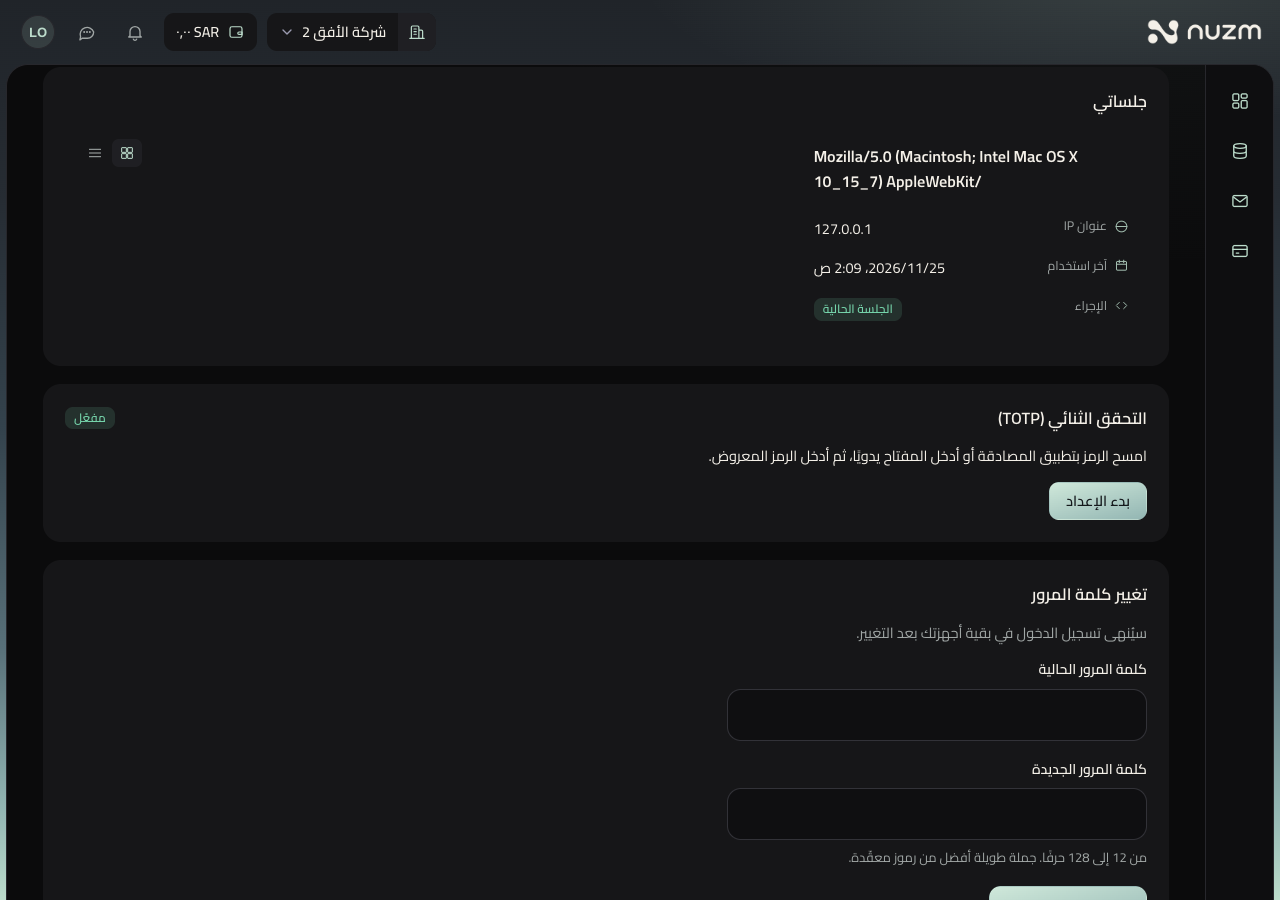 nuzm
شركة الأفق 2
٠٫٠٠ SAR
LO
جلساتي
Mozilla/5.0 (Macintosh; Intel Mac OS X
10_15_7) AppleWebKit/
عنوان IP
127.0.0.1
آخر استخدام
2026/11/25، 2:09 ص
الإجراء
الجلسة الحالية
التحقق الثنائي (TOTP)
مفعّل
امسح الرمز بتطبيق المصادقة أو أدخل المفتاح يدويًا، ثم أدخل الرمز المعروض.
بدء الإعداد
تغيير كلمة المرور
سيُنهى تسجيل الدخول في بقية أجهزتك بعد التغيير.
كلمة المرور الحالية
كلمة المرور الجديدة
من 12 إلى 128 حرفًا. جملة طويلة أفضل من رموز معقّدة.